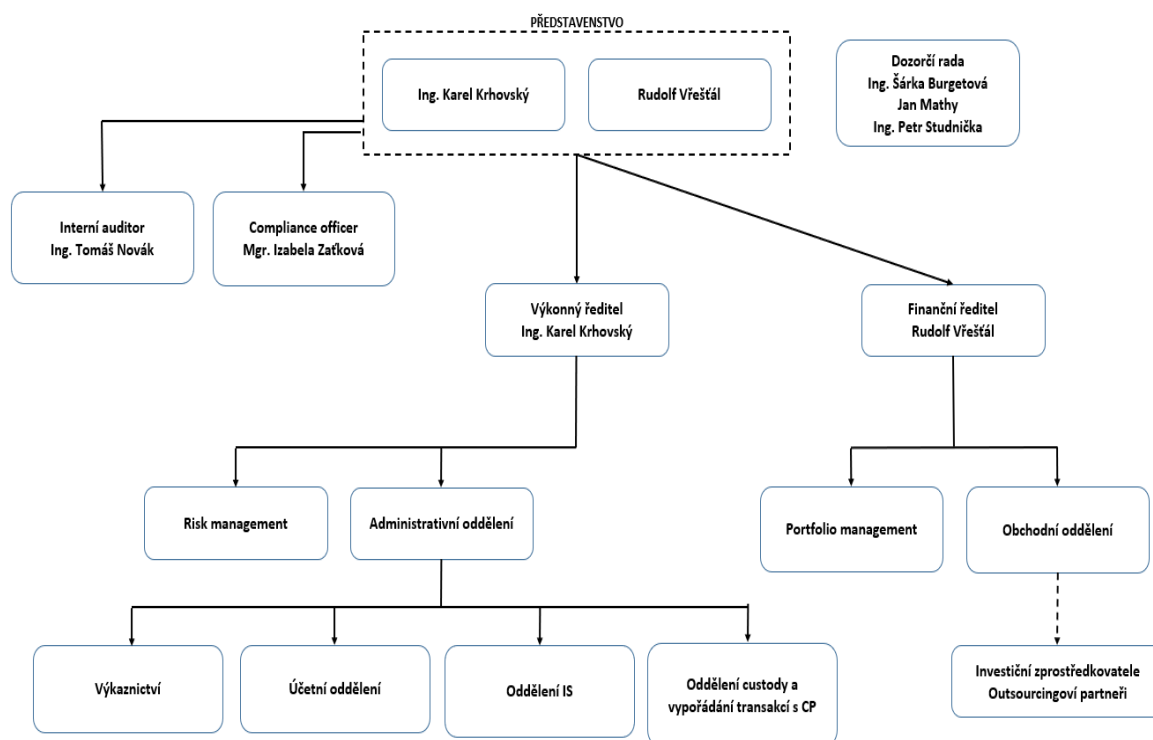 PŘEDSTAVENSTVO
Ing. Karel Krhovský
Rudolf Vřešťál
Dozorčí rada
Ing. Šárka Burgetová
Jan Mathy
Ing. Petr Studnička
Interní auditor
Ing. Tomáš Novák
Compliance officer
Mgr. Izabela Zaťková
Výkonný ředitel
Ing. Karel Krhovský
Finanční ředitel
Rudolf Vřešťál
Risk management
Administrativní oddělení
Portfolio management
Obchodní oddělení
Výkaznictví
Účetní oddělení
Oddělení IS
Oddělení custody a
vypořádání transakcí s CP
Investiční zprostředkovatele
Outsourcingoví partneři